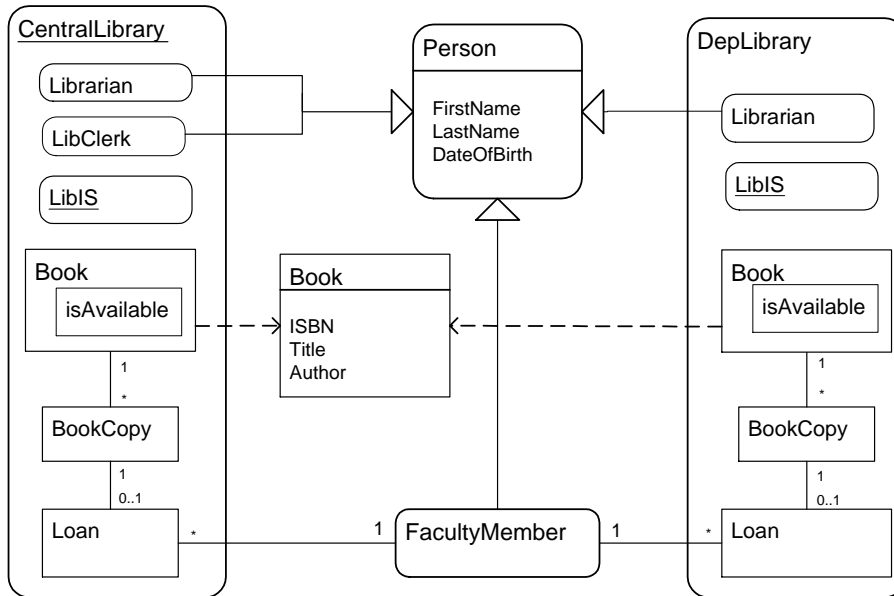 CentralLibrary
Librarian
LibClerk
LibIS
Book
isAvailable
1
*
BookCopy
1
0..1
Loan
*
1
Person
FirstName
LastName
DateOfBirth
Book
ISBN
Title
Author
FacultyMember
1
*
DepLibrary
Librarian
LibIS
Book
isAvailable
1
*
BookCopy
1
0..1
Loan